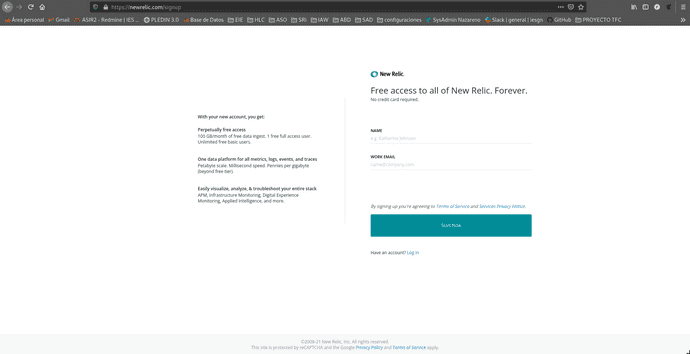 https://newrelic.com/signup
Área personal
Gmail
ASIR2 - Redmine | IES ...
PLEDIN 3.0
Base de Datos
EIE
HLC
ASO
SRI
IAW
ABD
SAD
configuraciones
SysAdmin Nazareno
Slack | general | iesgn
GitHub
PROYECTO TFC
New Relic.
Free access to all of New Relic. Forever.
No credit card required.
With your new account, you get:
Perpetually free access
100 GB/month of free data ingest. 1 free full access user.
Unlimited free basic users.
One data platform for all metrics, logs, events, and traces
Petabyte scale. Millisecond speed. Pennies per gigabyte
(beyond free tier)
Easily visualize, analyze, & troubleshoot your entire stack
APM, Infrastructure Monitoring, Digital Experience
Monitoring, Applied Intelligence, and more.
NAME
e.g. Katherine Johnson
WORK EMAIL
name@company.com
By signing up you're agreeing to Terms of Service and Services Privacy Notice.
Start Now
Have an account? Log in
©2008-21 New Relic, Inc. All rights reserved.
This site is protected by reCAPTCHA and the Google Privacy Policy and Terms of Service apply.